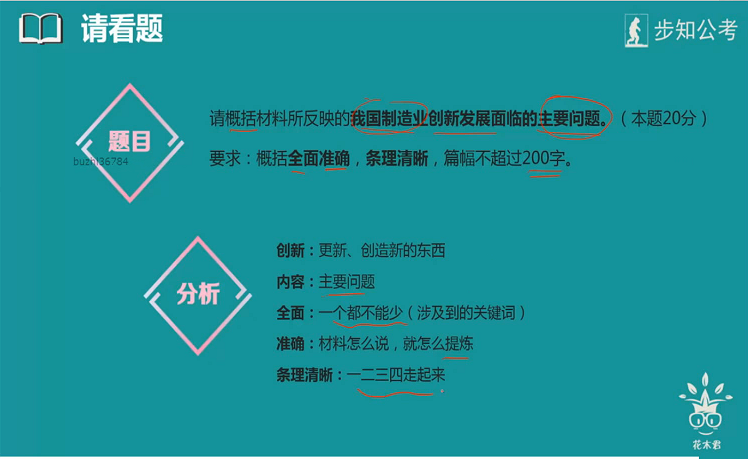 请看题
步知公考
题目
buzhi36784
请概括材料所反映的我国制造业创新发展面临的主要问题。（本题20分）
要求：概括全面准确，条理清晰，篇幅不超过200字。
分析
创新：更新、创造新的东西
内容：主要问题
全面：一个都不能少（涉及到的关键词）
准确：材料怎么说，就怎么提炼
条理清晰：一二三四走起来
花木君